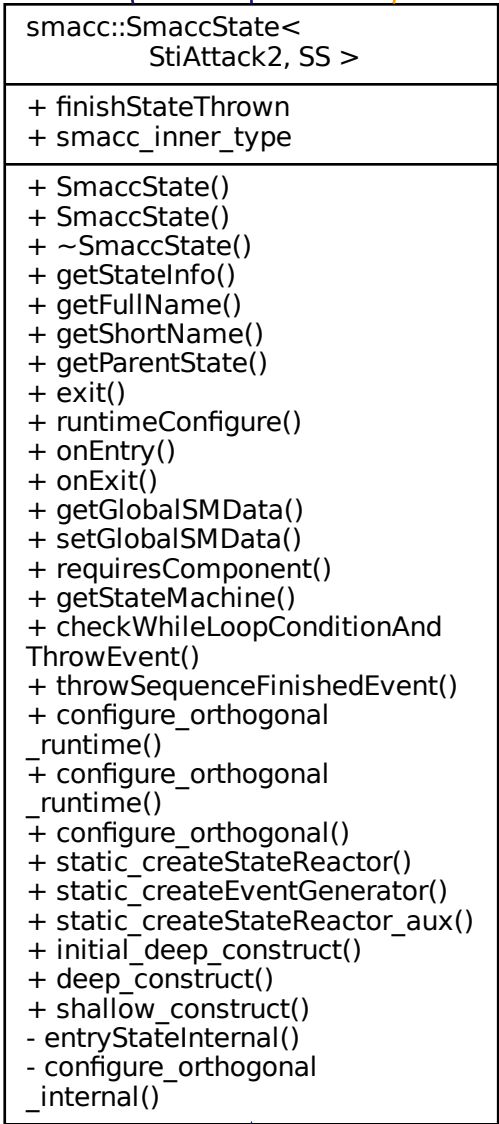 smacc::SmaccState<
StiAttack2, SS >
+ finishStateThrown
+ smacc_inner_type
+ SmaccState()
+ SmaccState()
+ ~SmaccState()
+ getStateInfo()
+ getFullName()
+ getShortName()
+ getParentState()
+ exit()
+ runtimeConfigure()
+ onEntry()
+ onExit()
+ getGlobalSMData()
+ setGlobalSMData()
+ requiresComponent()
+ getStateMachine()
+ checkWhileLoopConditionAnd
ThrowEvent()
+ throwSequenceFinishedEvent()
+ configure_orthogonal
_runtime()
+ configure_orthogonal
_runtime()
+ configure_orthogonal()
+ static_createStateReactor()
+ static_createEventGenerator()
+ static_createStateReactor_aux()
+ initial_deep_construct()
+ deep_construct()
+ shallow_construct()
- entryStateInternal()
- configure_orthogonal
_internal()